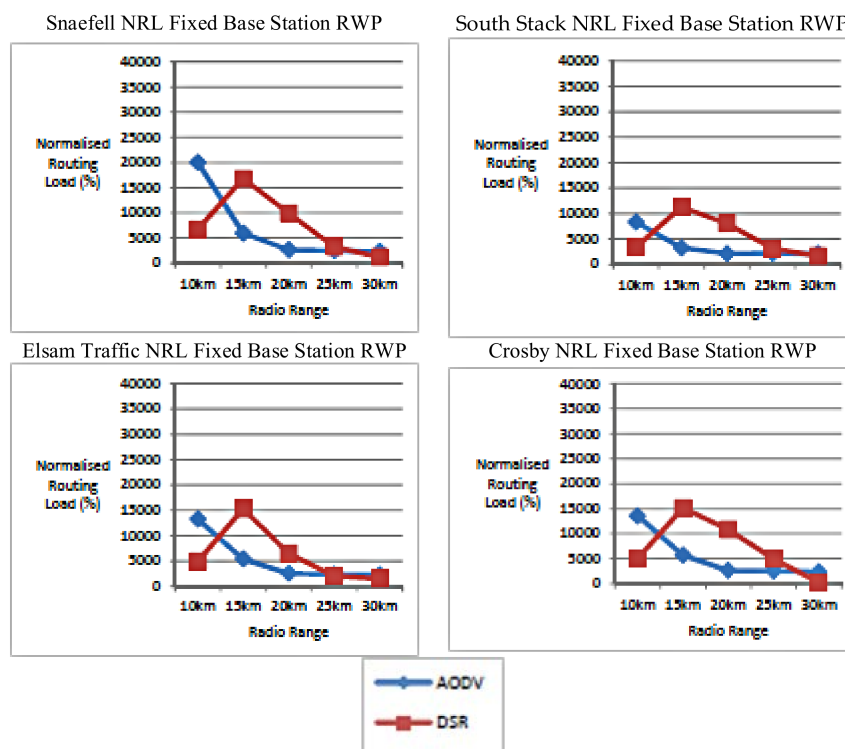 Snaefell NRL Fixed Base Station RWP
40000
35000
30000
25000
20000
15000
10000
5000
0
Normalised
Routing
Load (%)
10km 15km 20km 25km 30km
Radio Range
South Stack NRL Fixed Base Station RWP
40000
35000
30000
25000
20000
15000
10000
5000
0
Normalised
Routing
Load (%)
10km 15km 20km 25km 30km
Radio Range
Elsam Traffic NRL Fixed Base Station RWP
40000
35000
30000
25000
20000
15000
10000
5000
0
Normalised
Routing
Load (%)
10km 15km 20km 25km 30km
Radio Range
Crosby NRL Fixed Base Station RWP
40000
35000
30000
25000
20000
15000
10000
5000
0
Normalised
Routing
Load (%)
10km 15km 20km 25km 30km
Radio Range
AODV
DSR